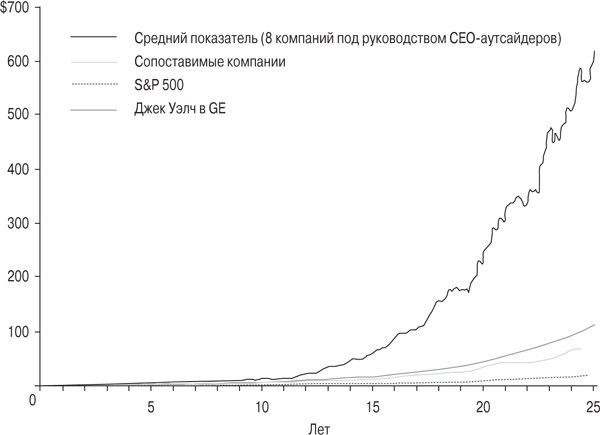 $700
600
500
400
300
200
100
Средний показатель (8 компаний под руководством CEO-аутсайдеров)
Сопоставимые компании
S&P 500
Джек Уэлч в GE
0 5 10 15 20 25
Лет